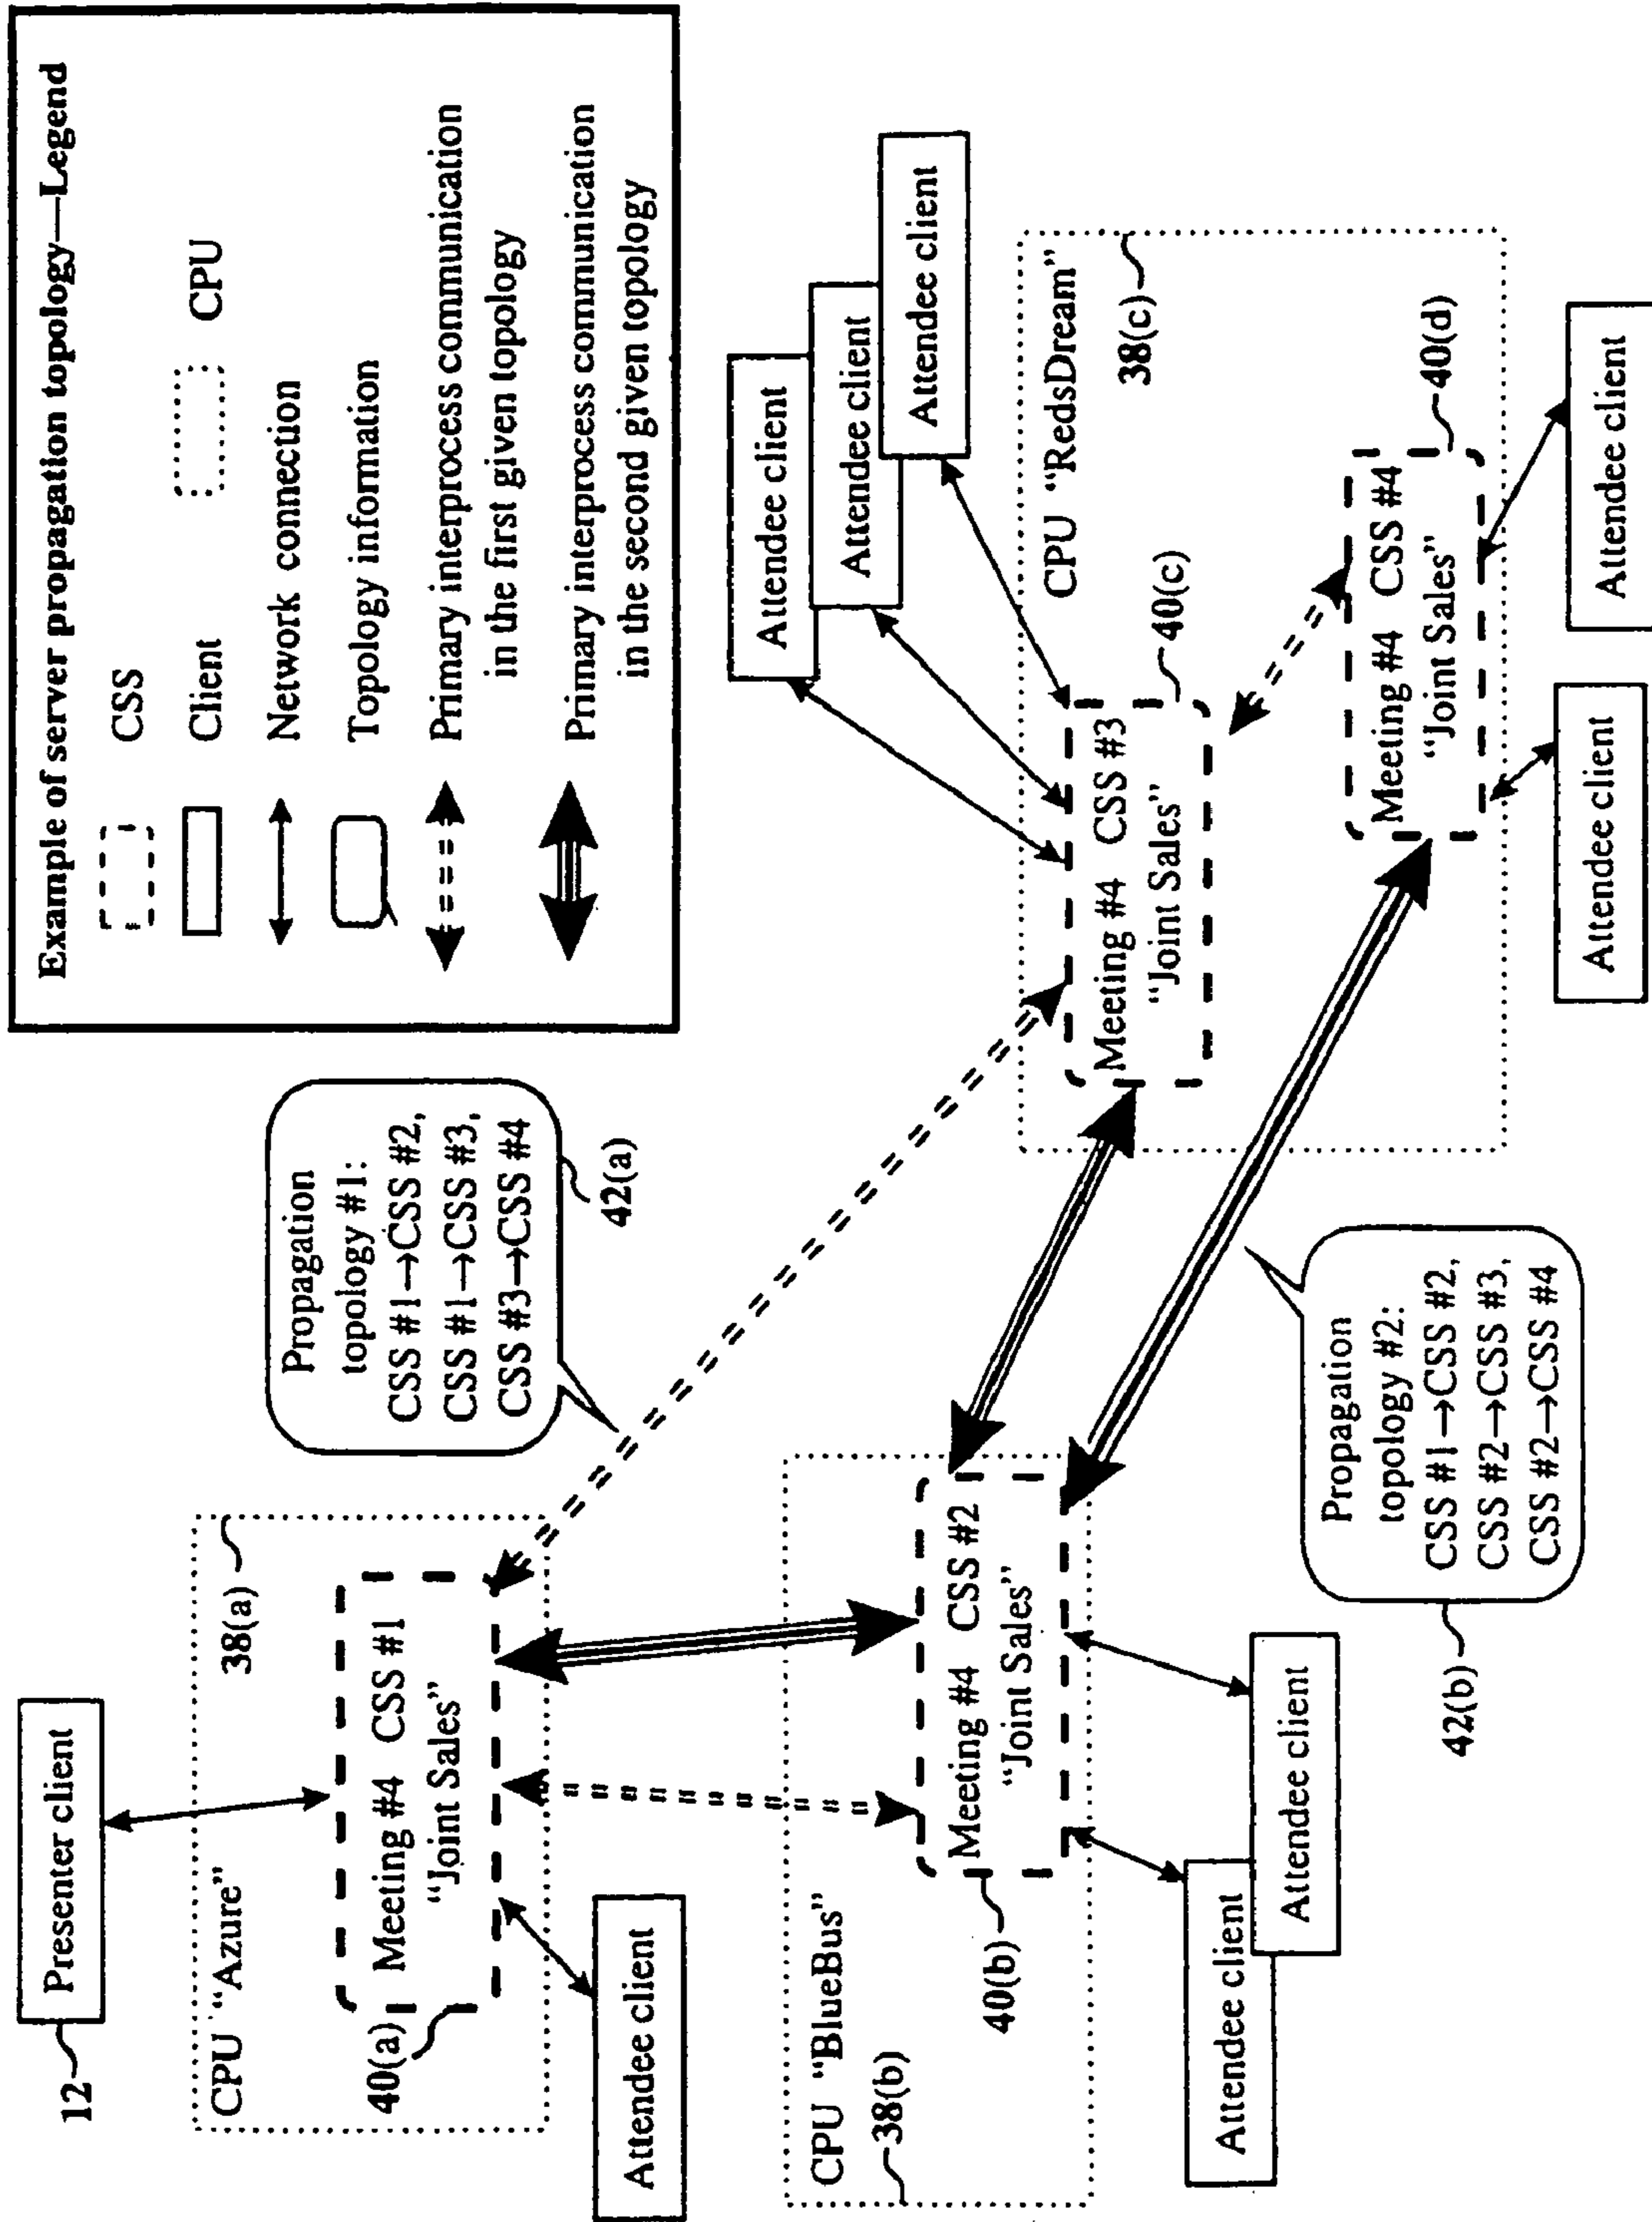 Example of server propagation topology—Legend
CSS
Client
CPU
Network connection
Topology information
Primary interprocess communication
in the first given topology
Primary interprocess communication
in the second given topology
Presenter client
12
CPU "Azure"
38(a)
Meeting #4 CSS #1
"Joint Sales"
40(a)
Attendee client
Propagation
topology #1:
CSS #1→CSS #2,
CSS #1→CSS #3,
CSS #3→CSS #4
42(a)
CPU "BlueBus"
38(b)
Meeting #4 CSS #2
"Joint Sales"
40(b)
Attendee client
Attendee client
Propagation
topology #2:
CSS #1→CSS #2,
CSS #2→CSS #3,
CSS #2→CSS #4
42(b)
Attendee client
Attendee client
Attendee client
CPU "RedsDream"
38(c)
Meeting #4 CSS #3
"Joint Sales"
40(c)
Meeting #4 CSS #4
"Joint Sales"
40(d)
Attendee client
Attendee client